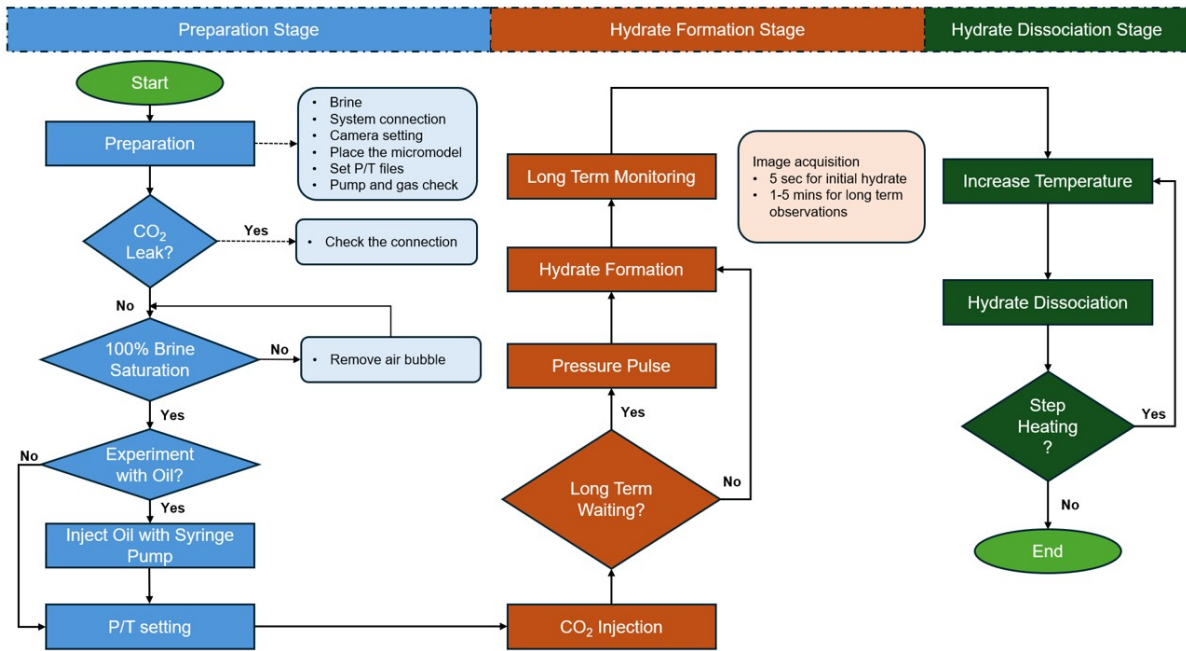 Preparation Stage
Hydrate Formation Stage
Hydrate Dissociation Stage
Start
Preparation
• Brine
• System connection
• Camera setting
• Place the micromodel
• Set P/T files
• Pump and gas check
CO₂
Leak?
Yes
• Check the connection
No
100% Brine
Saturation
No
• Remove air bubble
Yes
Experiment
with Oil?
No
Yes
Inject Oil with Syringe
Pump
P/T setting
CO₂ Injection
Long Term
Waiting?
Yes
No
Pressure Pulse
Hydrate Formation
Long Term Monitoring
Image acquisition
• 5 sec for initial hydrate
• 1-5 mins for long term
observations
Increase Temperature
Hydrate Dissociation
Step
Heating
?
Yes
No
End